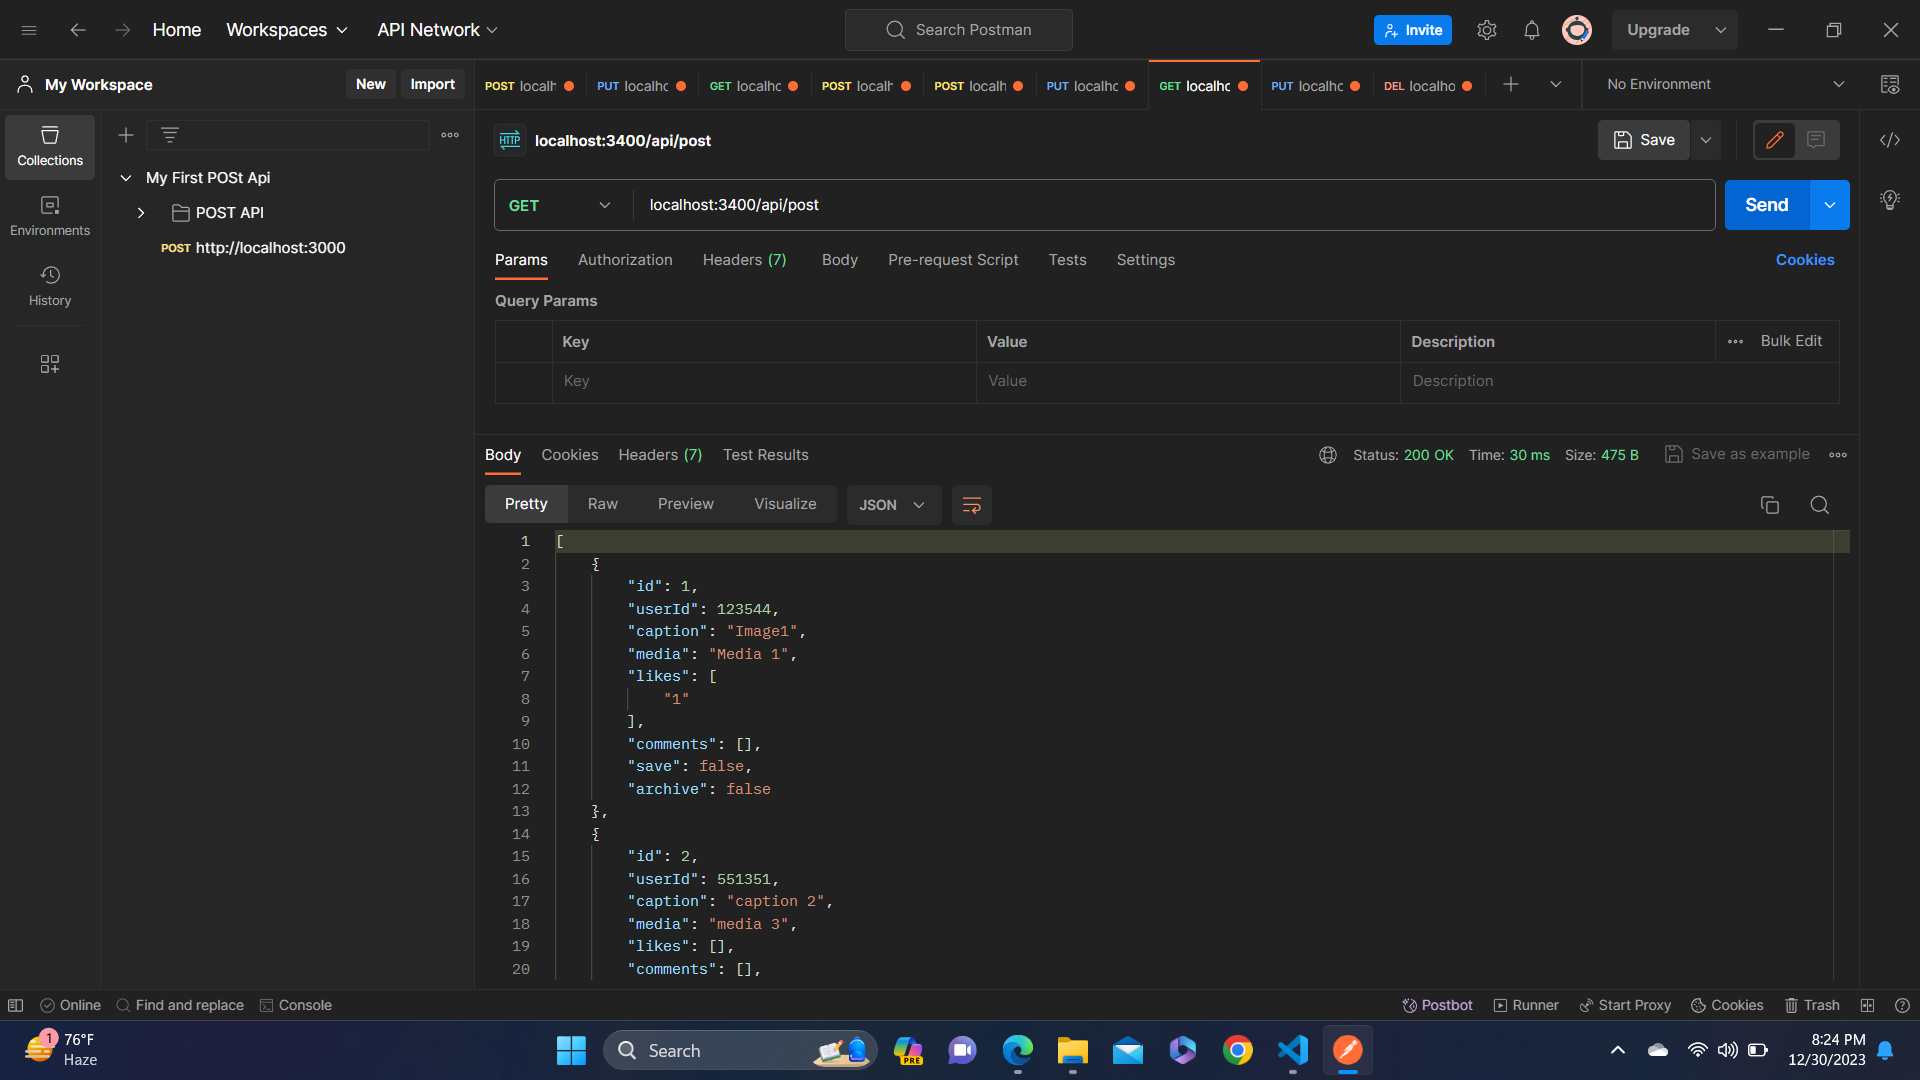 Home Workspaces API Network Search Postman Invite Upgrade
My Workspace New Import POST localh PUT localhc GET localhc POST localh POST localh PUT localhc GET localhc PUT localhc DEL localho No Environment
Collections
Environments
History
My First POSt Api
POST API
POST http://localhost:3000
HTTP localhost:3400/api/post Save
GET localhost:3400/api/post Send
Params Authorization Headers (7) Body Pre-request Script Tests Settings Cookies
Query Params
Key Value Description Bulk Edit
Key Value Description
Body Cookies Headers (7) Test Results Status: 200 OK Time: 30 ms Size: 475 B Save as example
Pretty Raw Preview Visualize JSON
1 [
2 {
3 "id": 1,
4 "userId": 123544,
5 "caption": "Image1",
6 "media": "Media 1",
7 "likes": [
8 "1"
9 ],
10 "comments": [],
11 "save": false,
12 "archive": false
13 },
14 {
15 "id": 2,
16 "userId": 551351,
17 "caption": "caption 2",
18 "media": "media 3",
19 "likes": [],
20 "comments": [],
Online Find and replace Console Postbot Runner Start Proxy Cookies Trash
1 76°F
Haze
Search
PRE
8:24 PM
12/30/2023